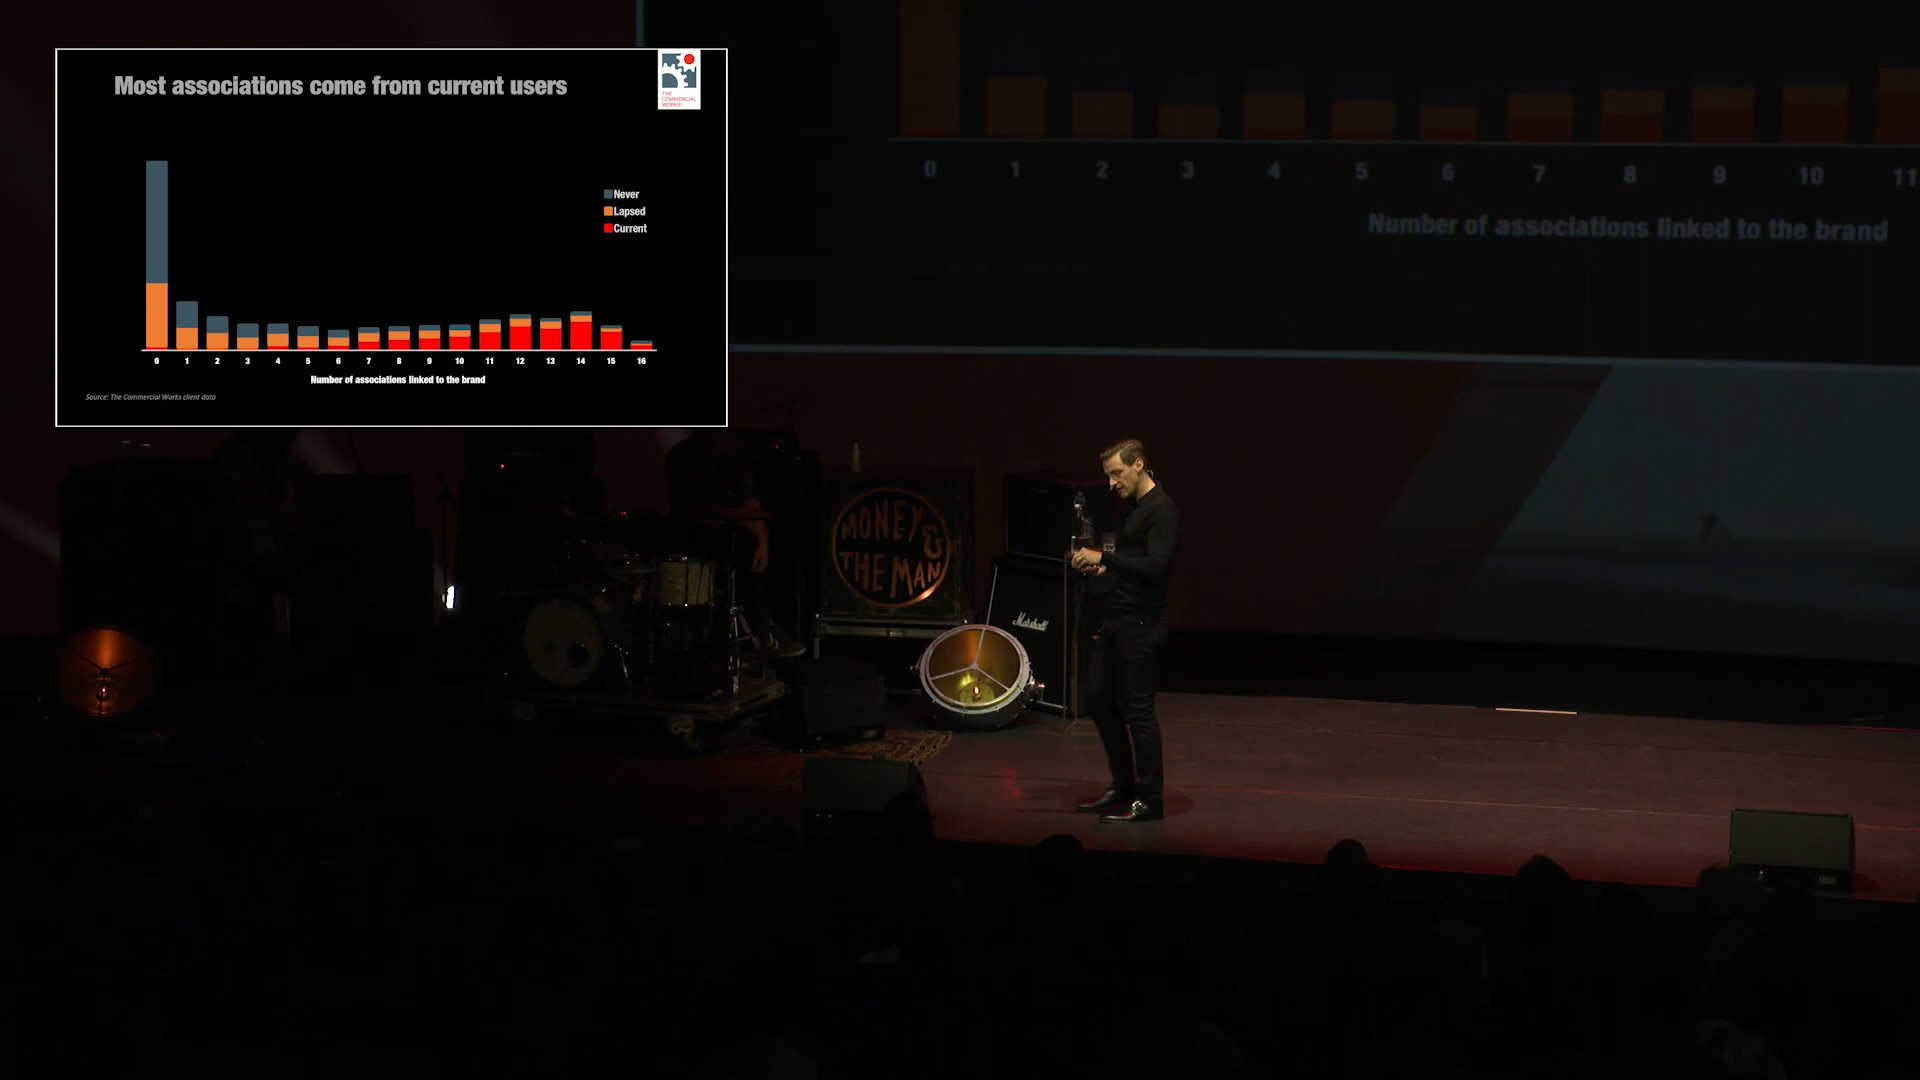 Most associations come from current users
THE
COMMERCIAL
WORKS
Never
Lapsed
Current
0 1 2 3 4 5 6 7 8 9 10 11 12 13 14 15 16
Number of associations linked to the brand
Source: The Commercial Works client data
0 1 2 3 4 5 6 7 8 9 10 11
Number of associations linked to the brand
MONEY &
THE MAN
Marshall